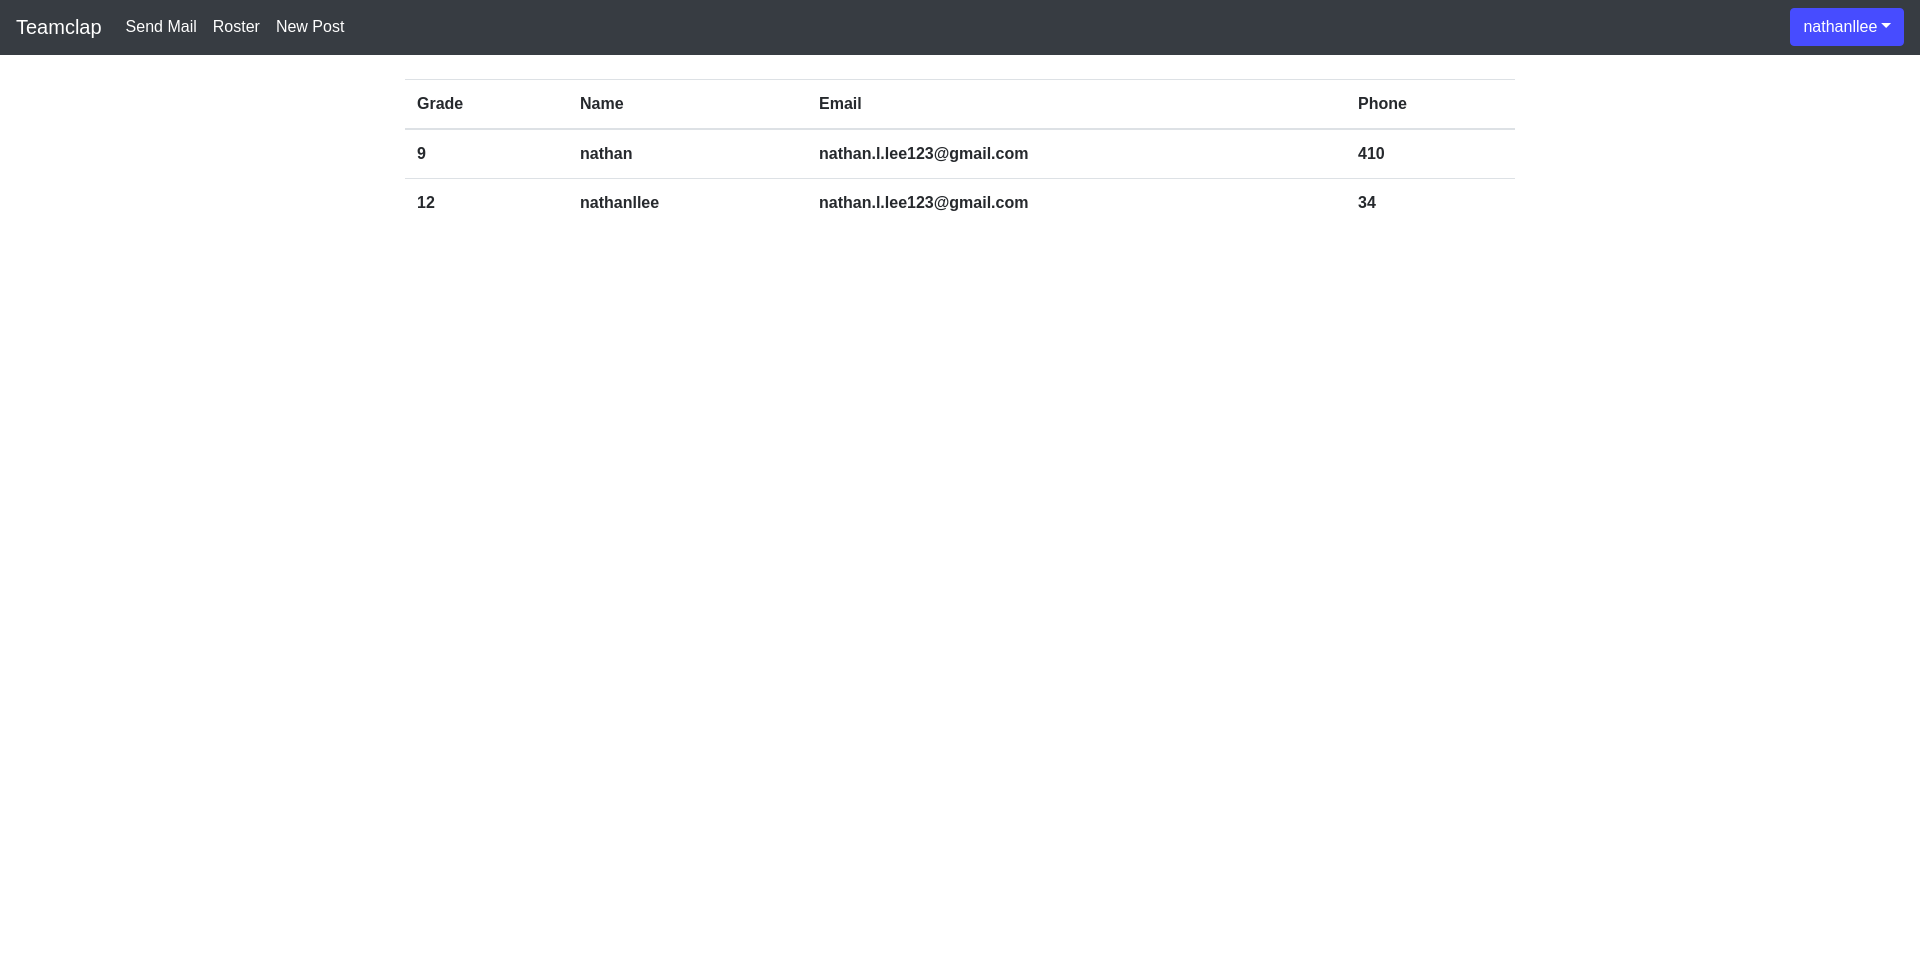 Teamclap Send Mail Roster New Post nathanllee
Grade Name Email Phone
9 nathan nathan.l.lee123@gmail.com 410
12 nathanllee nathan.l.lee123@gmail.com 34